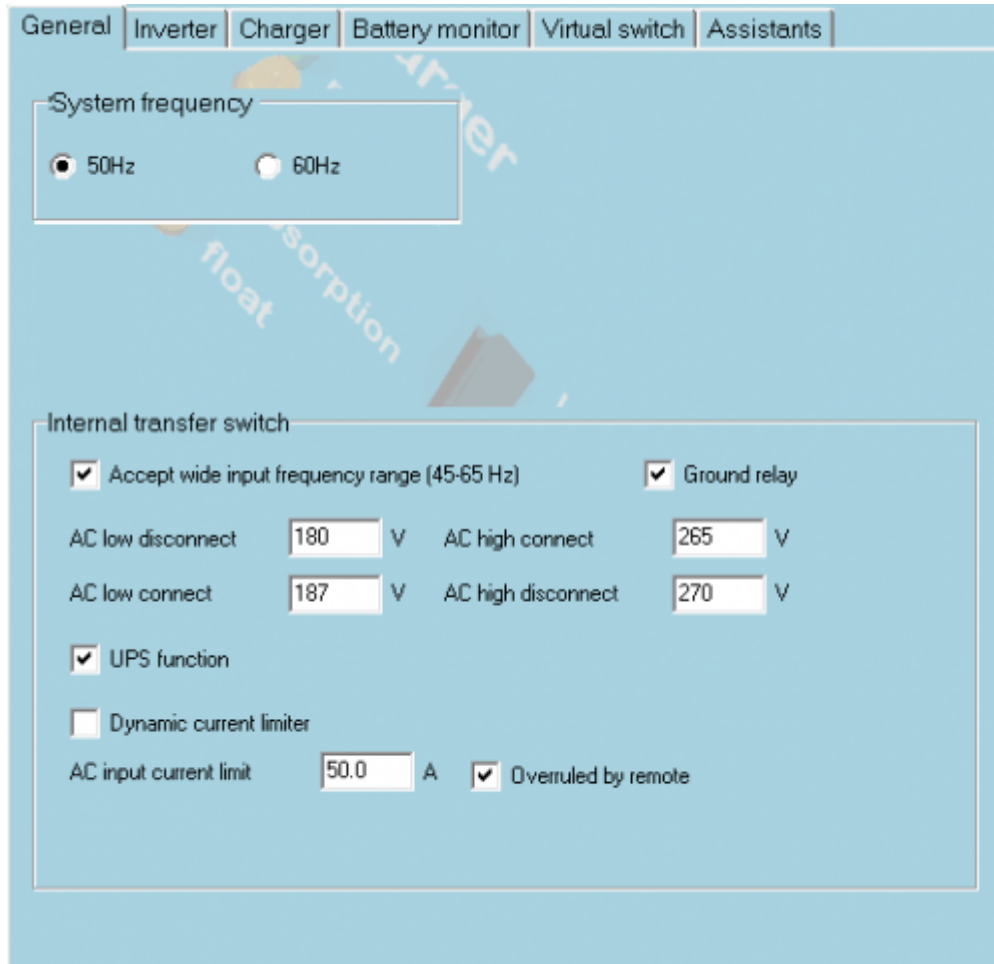 General Inverter Charger Battery monitor Virtual switch Assistants
System frequency
50Hz 60Hz
float
Internal transfer switch
Accept wide input frequency range (45-65 Hz) Ground relay
AC low disconnect 180 V AC high connect 265 V
AC low connect 187 V AC high disconnect 270 V
UPS function
Dynamic current limiter
AC input current limit 50.0 A Overruled by remote